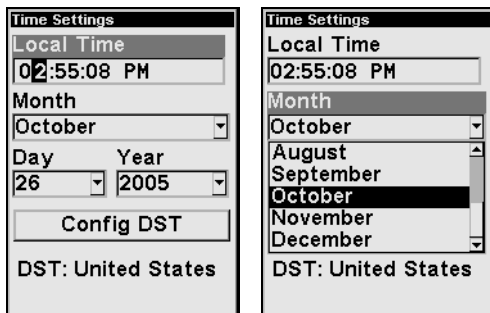 Time Settings
Local Time
02:55:08 PM
Month
October
Day Year
26 2005
Config DST
DST: United States
Time Settings
Local Time
02:55:08 PM
Month
October
August
September
October
November
December
DST: United States